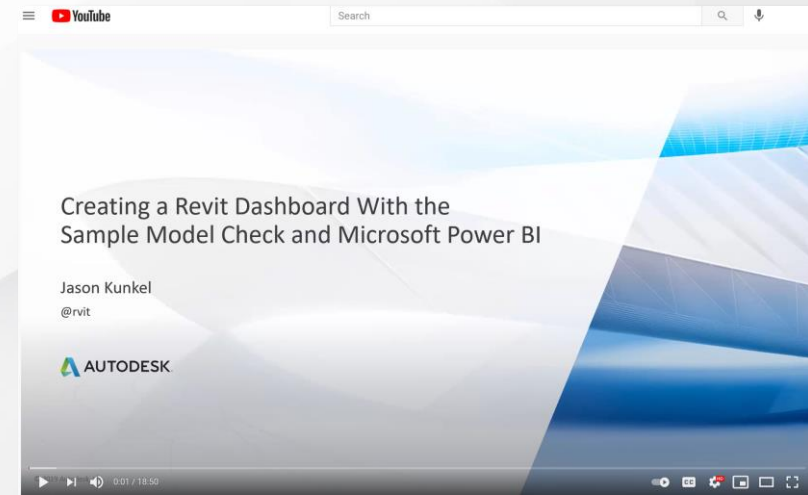 YouTube
Search
Creating a Revit Dashboard With the
Sample Model Check and Microsoft Power BI
Jason Kunkel
@rvit
AUTODESK
0:01 / 18:50
CC